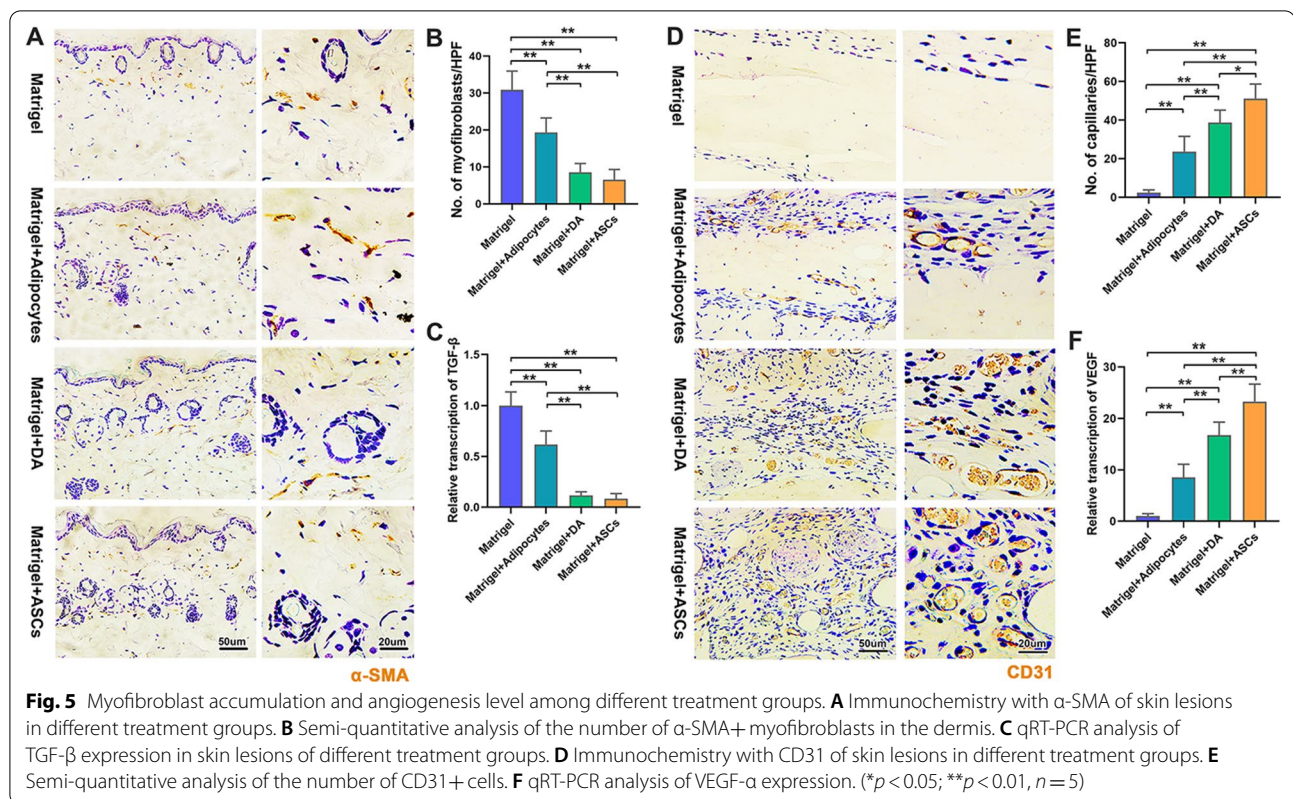 A
Matrigel
Matrigel+Adipocytes
Matrigel+DA
Matrigel+ASCs
50um
20um
α-SMA
B
No. of myofibroblasts/HPF
40
30
20
10
0
**
**
**
**
**
Matrigel
Matrigel+Adipocytes
Matrigel+DA
Matrigel+ASCs
C
Relative transcription of TGF-β
1.5
1.0
0.5
0.0
**
**
**
**
**
Matrigel
Matrigel+Adipocytes
Matrigel+DA
Matrigel+ASCs
D
Matrigel
Matrigel+Adipocytes
Matrigel+DA
Matrigel+ASCs
50um
20um
CD31
E
No. of capillaries/HPF
80
60
40
20
0
**
**
**
*
**
**
Matrigel
Matrigel+Adipocytes
Matrigel+DA
Matrigel+ASCs
F
Relative transcription of VEGF
30
20
10
0
**
**
**
**
**
**
Matrigel
Matrigel+Adipocytes
Matrigel+DA
Matrigel+ASCs
Fig. 5 Myofibroblast accumulation and angiogenesis level among different treatment groups. A Immunochemistry with α-SMA of skin lesions
in different treatment groups. B Semi-quantitative analysis of the number of α-SMA+ myofibroblasts in the dermis. C qRT-PCR analysis of
TGF-β expression in skin lesions of different treatment groups. D Immunochemistry with CD31 of skin lesions in different treatment groups. E
Semi-quantitative analysis of the number of CD31+ cells. F qRT-PCR analysis of VEGF-α expression. (*p < 0.05; **p < 0.01, n = 5)